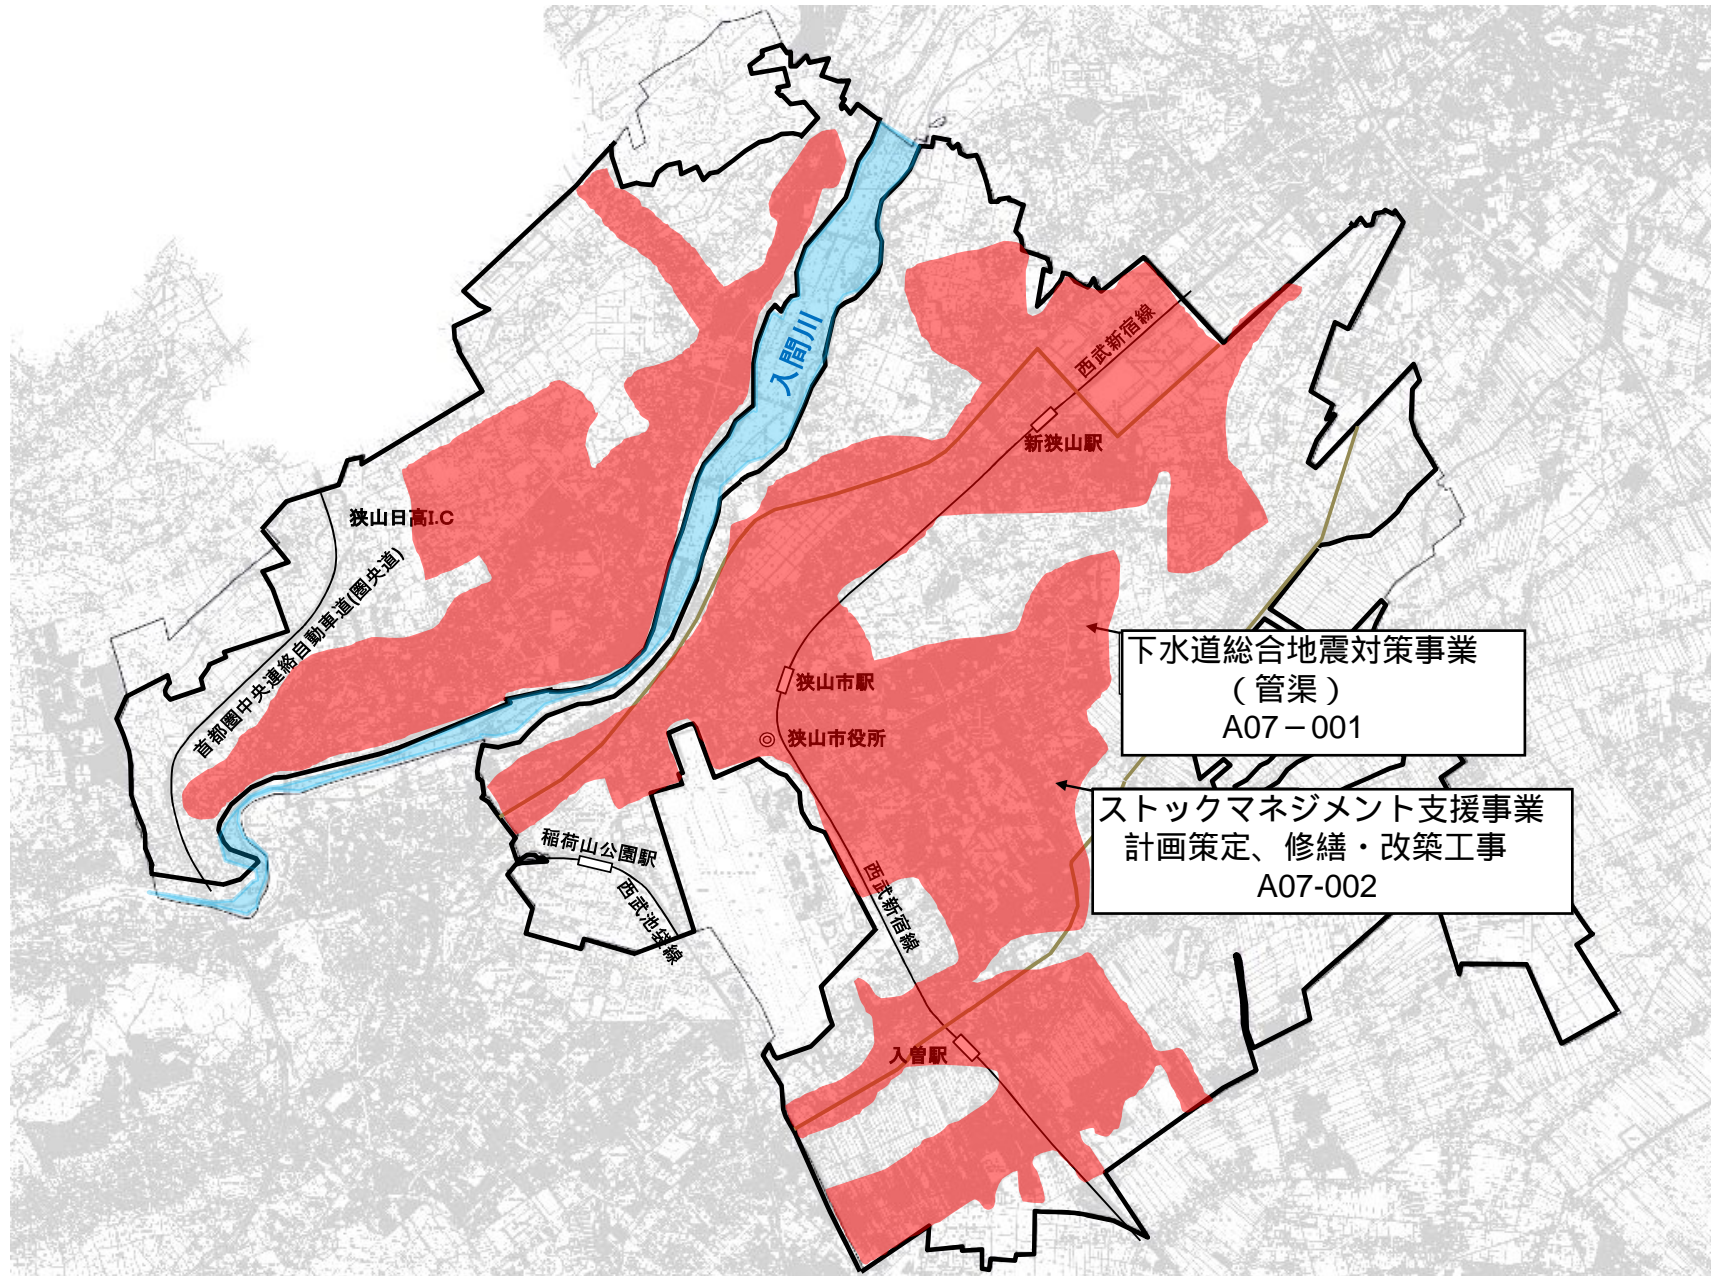 入間川
西武新宿線
新狭山駅
狭山日高I.C
首都圏中央連絡自動車道(圏央道)
下水道総合地震対策事業
（管渠）
A07－001
狭山市駅
◎ 狭山市役所
ストックマネジメント支援事業
計画策定、修繕・改築工事
A07-002
稲荷山公園駅
西武池袋線
西武新宿線
入曽駅